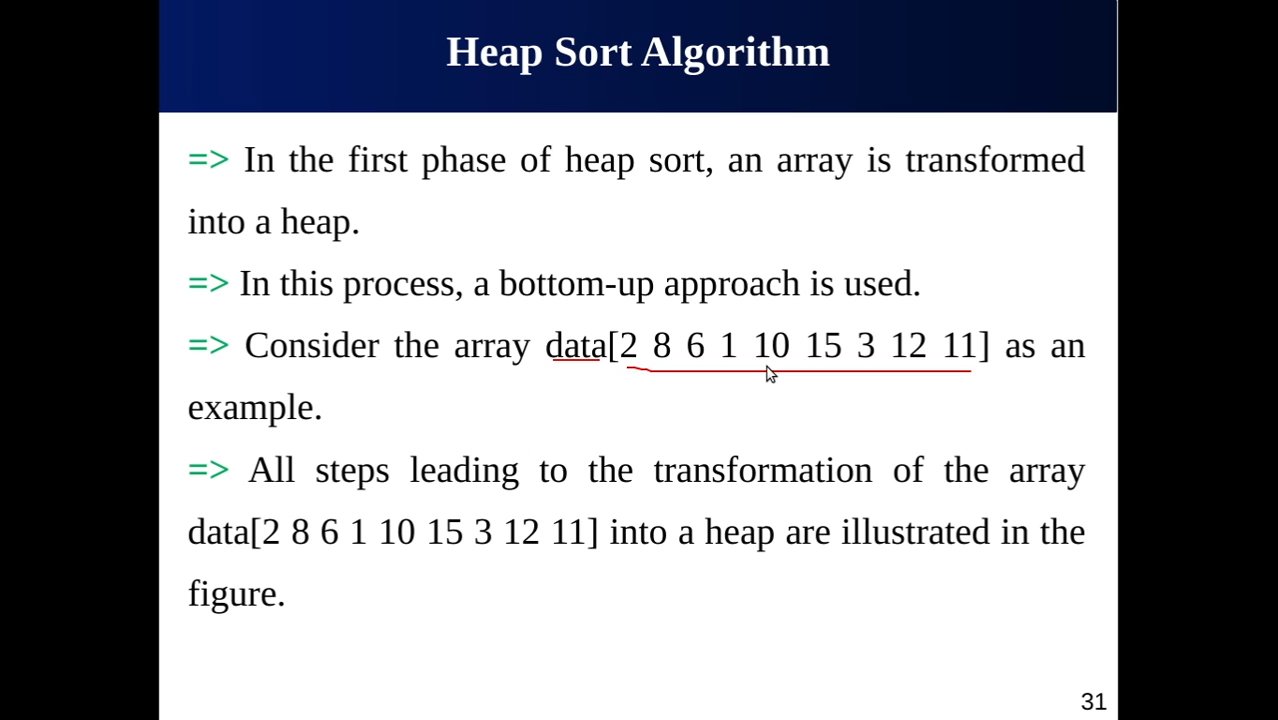 Heap Sort Algorithm
=> In the first phase of heap sort, an array is transformed
into a heap.
=> In this process, a bottom-up approach is used.
=> Consider the array data[2 8 6 1 10 15 3 12 11] as an
example.
=> All steps leading to the transformation of the array
data[2 8 6 1 10 15 3 12 11] into a heap are illustrated in the
figure.
31